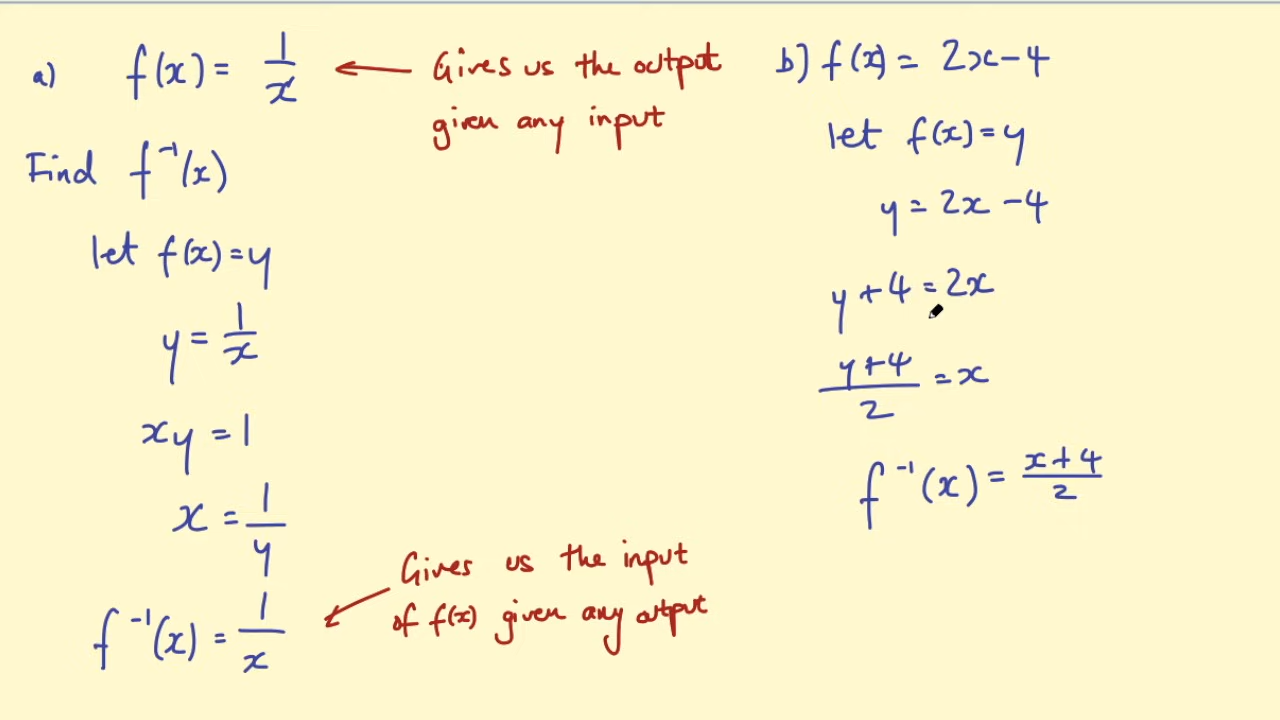 a) f(x) = 1/x ← Gives us the output
given any input
Find f⁻¹(x)
let f(x) = y
y = 1/x
xy = 1
x = 1/y
f⁻¹(x) = 1/x
Gives us the input
of f(x) given any output
b) f(x) = 2x - 4
let f(x) = y
y = 2x - 4
y + 4 = 2x
y + 4/2 = x
f⁻¹(x) = x + 4/2